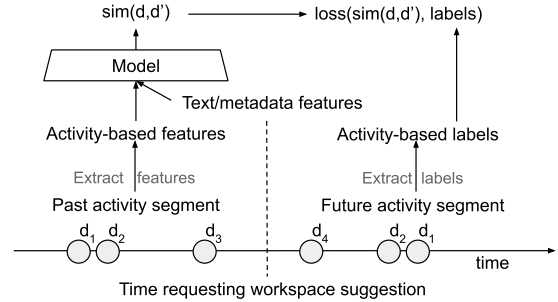 sim(d,d') loss(sim(d,d'), labels)
Model
Text/metadata features
Activity-based features Activity-based labels
Extract features Extract labels
Past activity segment Future activity segment
d1 d2 d3 d4 d2 d1
time
Time requesting workspace suggestion